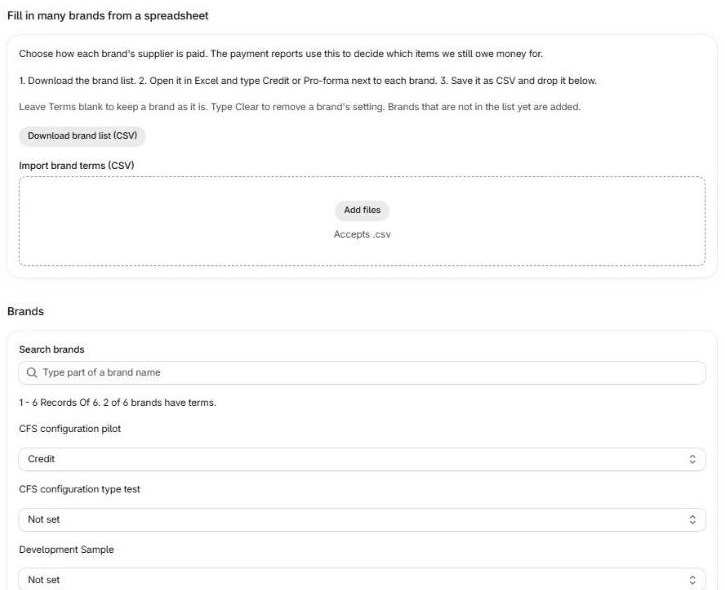 Fill in many brands from a spreadsheet
Choose how each brand's supplier is paid. The payment reports use this to decide which items we still owe money for.
1. Download the brand list. 2. Open it in Excel and type Credit or Pro-forma next to each brand. 3. Save it as CSV and drop it below.
Leave Terms blank to keep a brand as it is. Type Clear to remove a brand's setting. Brands that are not in the list yet are added.
Download brand list (CSV)
Import brand terms (CSV)
Add files
Accepts .csv
Brands
Search brands
Type part of a brand name
1 - 6 Records Of 6. 2 of 6 brands have terms.
CFS configuration pilot
Credit
CFS configuration type test
Not set
Development Sample
Not set